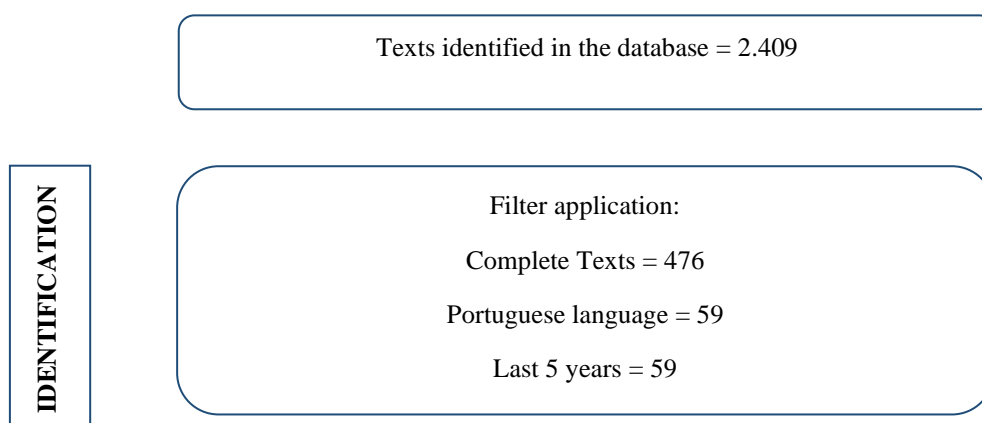 Texts identified in the database = 2.409
IDENTIFICATION
Filter application:
Complete Texts = 476
Portuguese language = 59
Last 5 years = 59